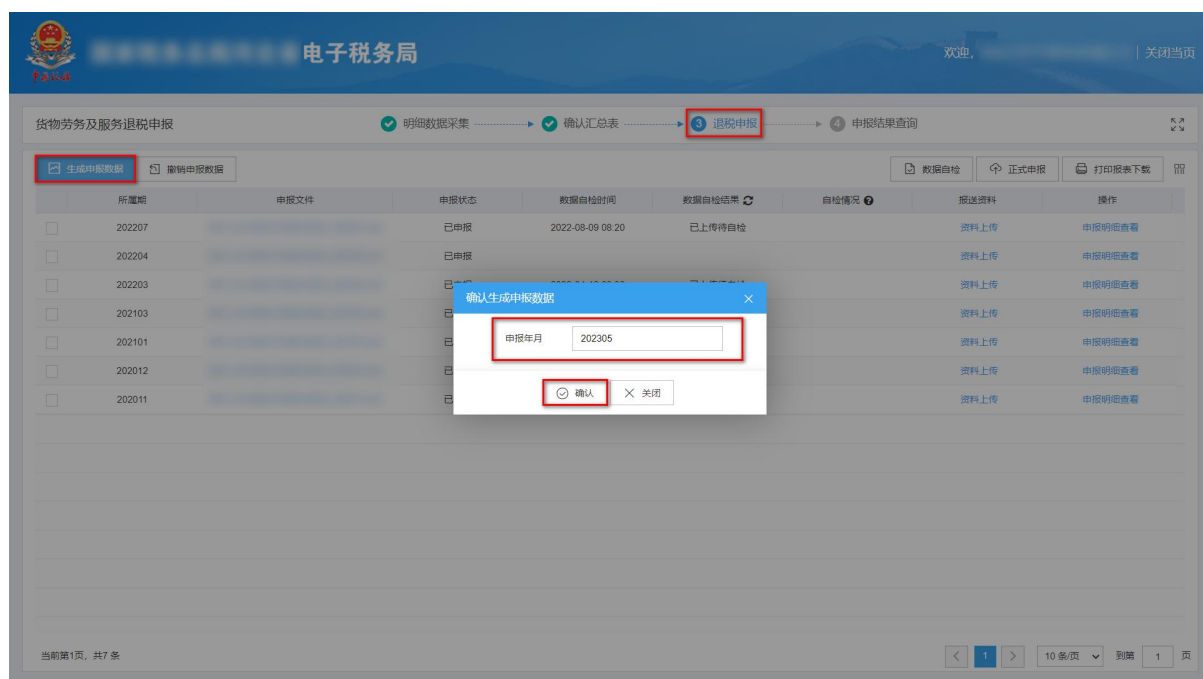 电子税务局
欢迎,
关闭当页
中国税务
货物劳务及服务退税申报
明细数据采集
确认汇总表
3 退税申报
4 申报结果查询
生成申报数据 撤销申报数据
数据自检 正式申报 打印报表下载
所属期 申报文件 申报状态 数据自检时间 数据自检结果 自检情况 报送资料 操作
202207 已申报 2022-08-09 08:20 已上传待自检 资料上传 申报明细查看
202204 已申报 资料上传 申报明细查看
202203 资料上传 申报明细查看
确认生成申报数据
202103 资料上传 申报明细查看
申报年月 202305
202101 资料上传 申报明细查看
202012 资料上传 申报明细查看
确认 关闭
202011 资料上传 申报明细查看
当前第1页, 共7 条
1
10 条/页
到第 1 页